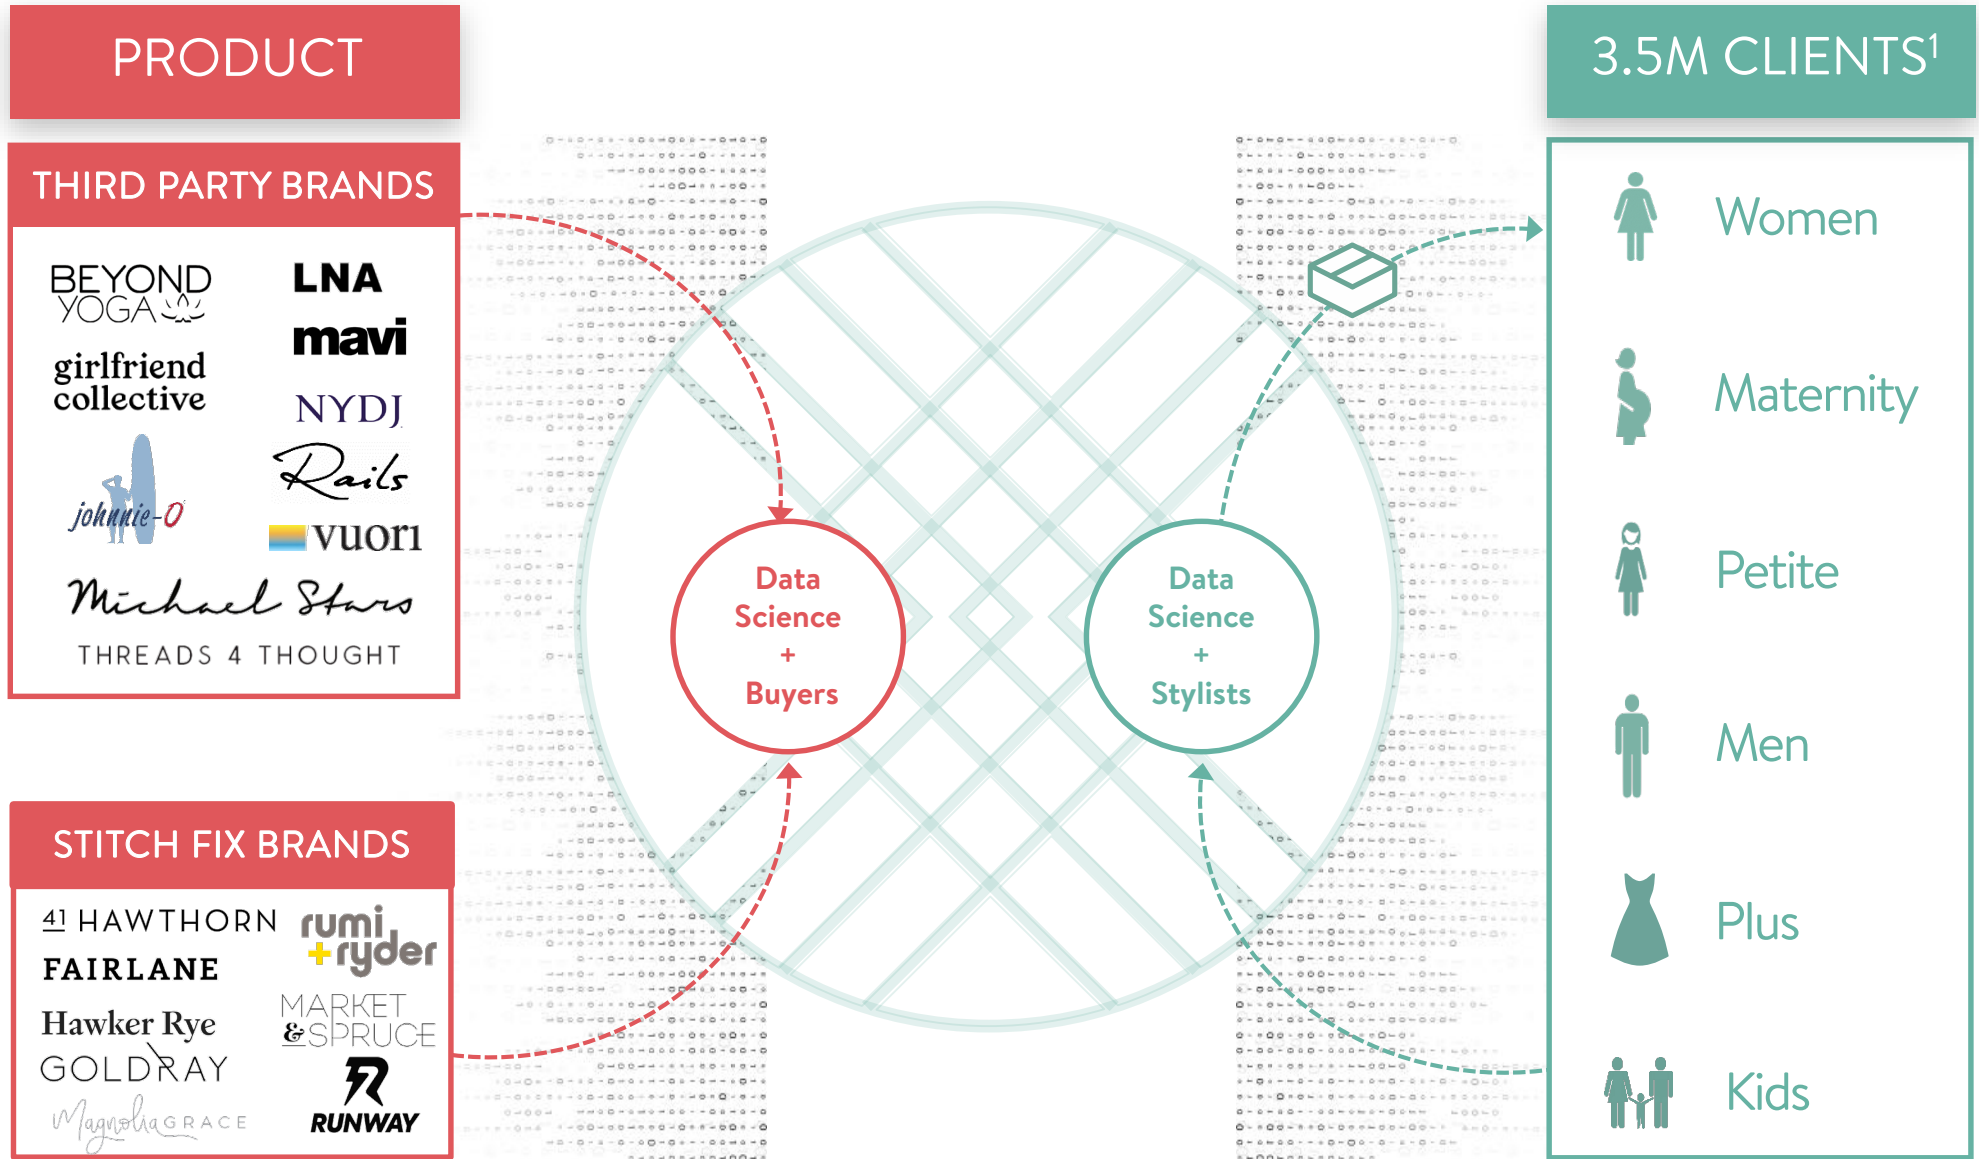 PRODUCT
THIRD PARTY BRANDS
BEYOND
YOGA
LNA
mavi
girlfriend
collective
NYDJ
johnnie-O
Rails
vuori
Michael Stars
THREADS 4 THOUGHT
STITCH FIX BRANDS
41 HAWTHORN
rumi
+ryder
FAIRLANE
Hawker Rye
MARKET
&SPRUCE
GOLDRAY
MagnoliaGRACE
R
RUNWAY
Data
Science
+
Buyers
Data
Science
+
Stylists
3.5M CLIENTS¹
Women
Maternity
Petite
Men
Plus
Kids